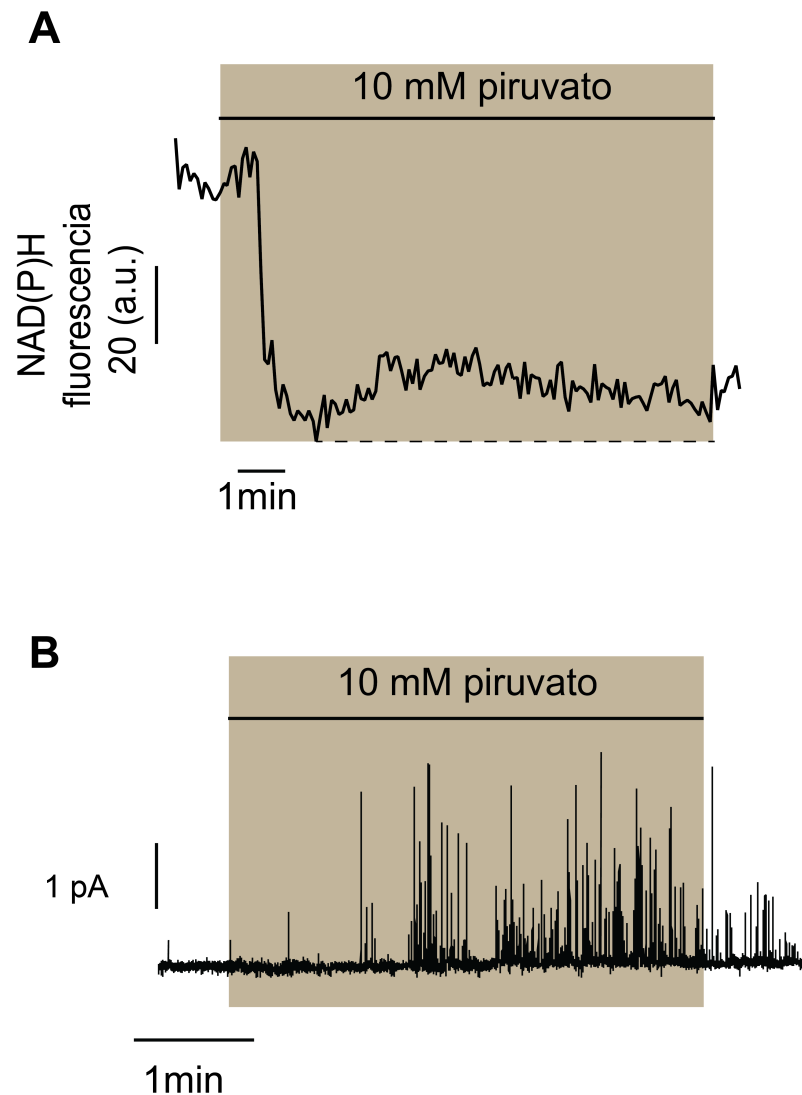 A
10 mM piruvato
NAD(P)H
fluorescencia
20 (a.u.)
1min
B
10 mM piruvato
1 pA
1min